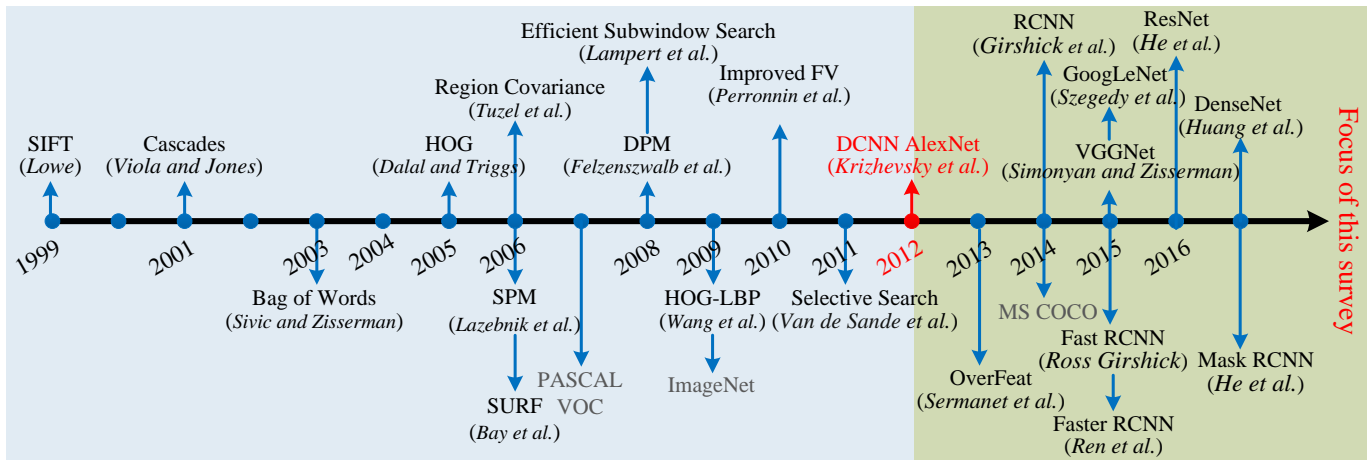 Efficient Subwindow Search
(Lampert et al.)
RCNN
(Girshick et al.)
ResNet
(He et al.)
Region Covariance
(Tuzel et al.)
Improved FV
(Perronnin et al.)
GoogLeNet
(Szegedy et al.)
DenseNet
(Huang et al.)
SIFT
(Lowe)
Cascades
(Viola and Jones)
HOG
(Dalal and Triggs)
DPM
(Felzenszwalb et al.)
DCNN AlexNet
(Krizhevsky et al.)
VGGNet
(Simonyan and Zisserman)
1999
2001
2003
2004
2005
2006
2008
2009
2010
2011
2012
2013
2014
2015
2016
Bag of Words
(Sivic and Zisserman)
SPM
(Lazebnik et al.)
HOG-LBP
(Wang et al.)
Selective Search
(Van de Sande et al.)
MS COCO
Fast RCNN
(Ross Girshick)
PASCAL
VOC
ImageNet
OverFeat
(Sermanet et al.)
Mask RCNN
(He et al.)
SURF
(Bay et al.)
Faster RCNN
(Ren et al.)
Focus of this survey